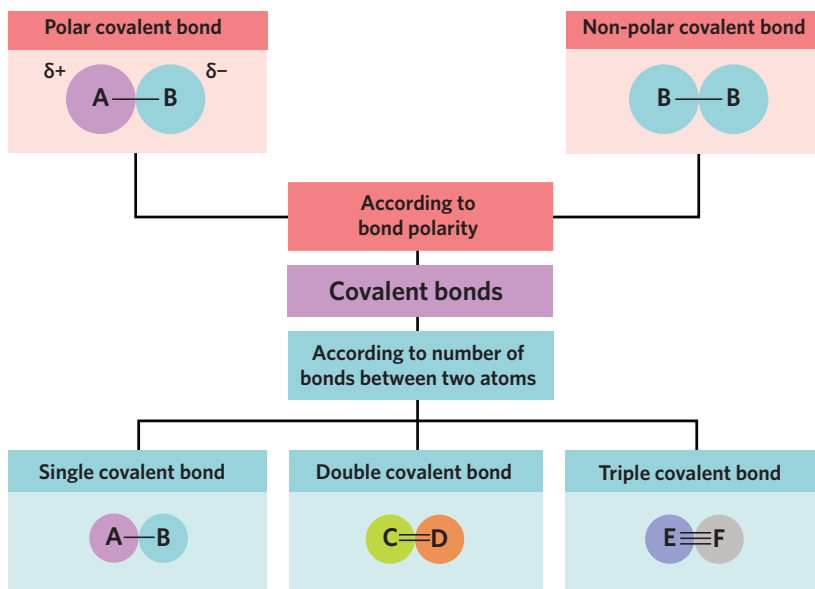 Polar covalent bond
δ+ A B δ−
Non-polar covalent bond
B B
According to
bond polarity
Covalent bonds
According to number of
bonds between two atoms
Single covalent bond
A B
Double covalent bond
C D
Triple covalent bond
E F